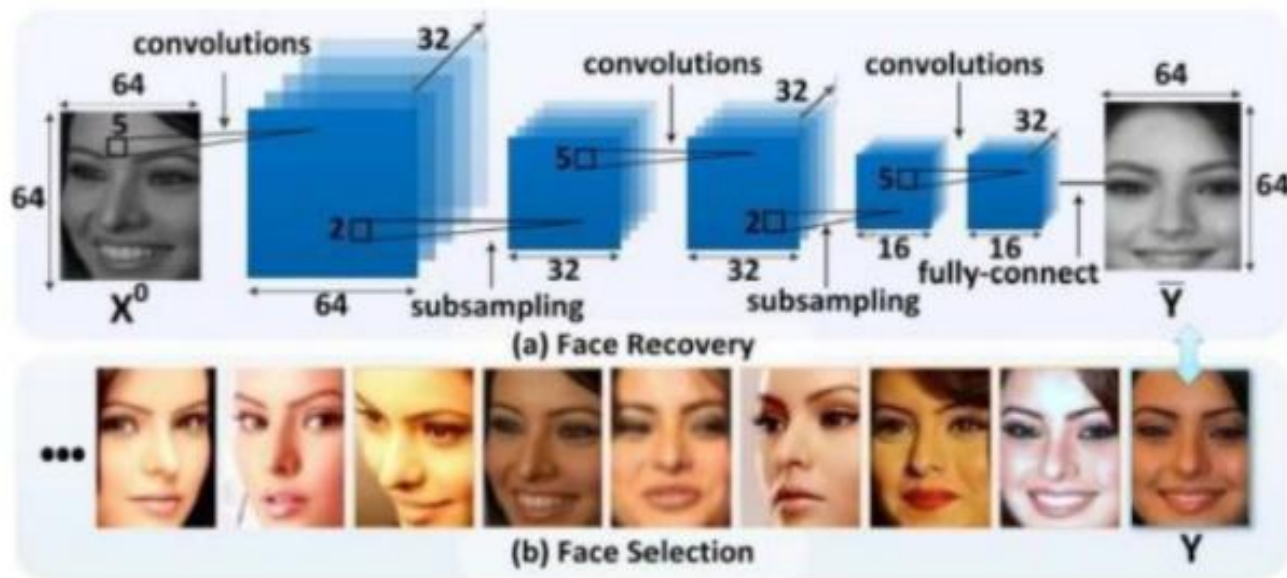 convolutions
32
64
5
64
X⁰
2
64
subsampling
5
32
convolutions
32
2
32
subsampling
convolutions
5
16
32
16
fully-connect
64
64
Ȳ
(a) Face Recovery
(b) Face Selection
Y